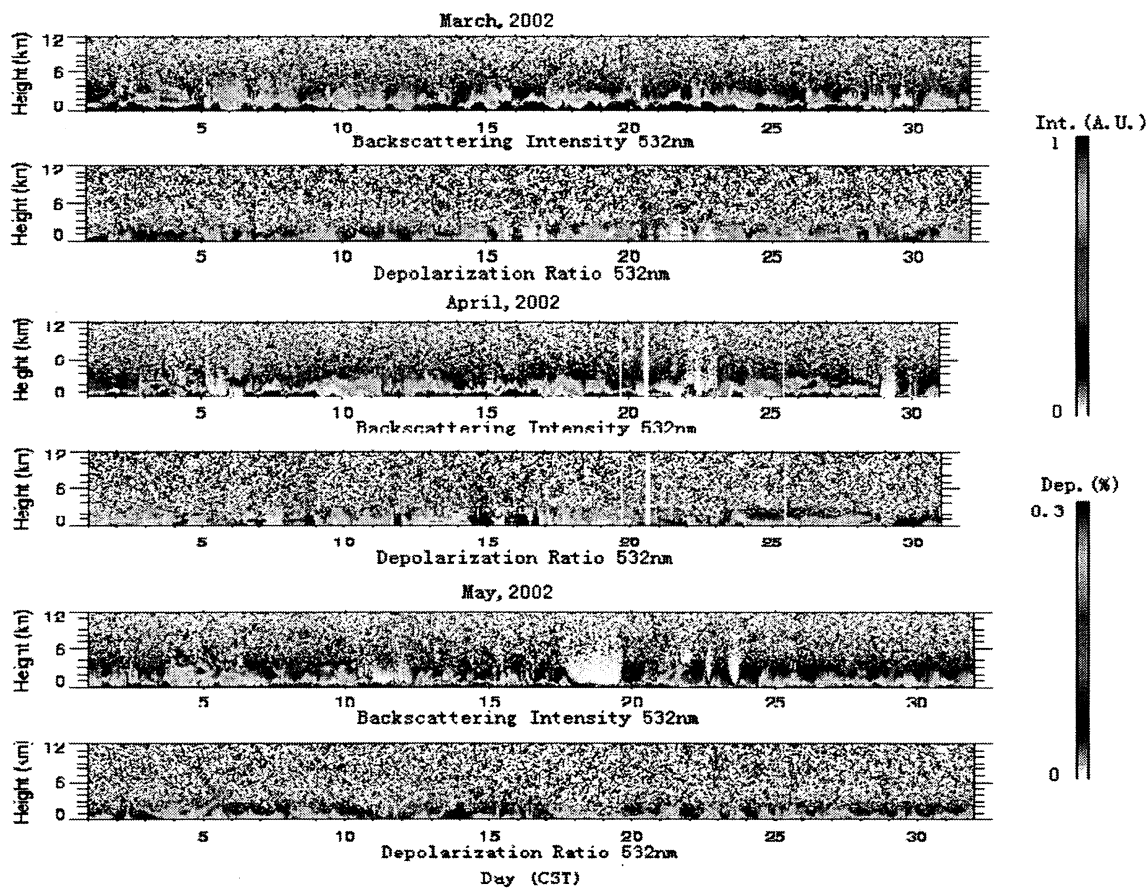 March, 2002
Height(km)
12
6
0
5 10 15 20 25 30
Backscattering Intensity 532nm
Height(km)
12
6
0
5 10 15 20 25 30
Depolarization Ratio 532nm
April, 2002
Height(km)
12
6
0
5 10 15 20 25 30
Backscattering Intensity 532nm
Height(km)
12
6
0
5 10 15 20 25 30
Depolarization Ratio 532nm
May, 2002
Height(km)
12
6
0
5 10 15 20 25 30
Backscattering Intensity 532nm
Height(km)
12
6
0
5 10 15 20 25 30
Depolarization Ratio 532nm
Day (CST)
Int.(A.U.)
1
0
Dep.(%)
0.3
0